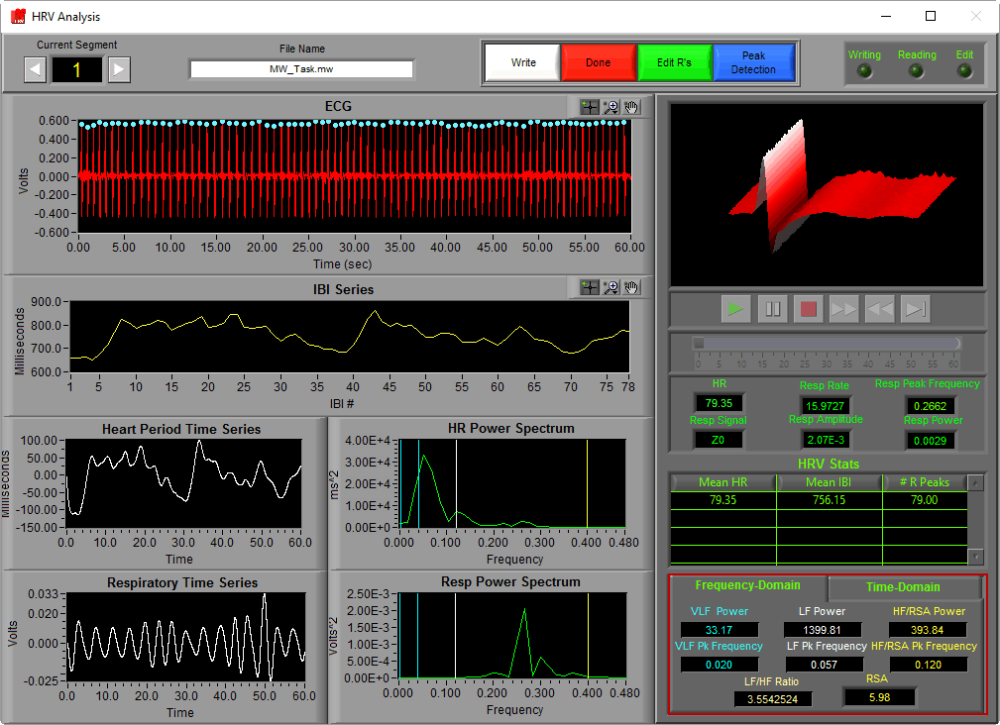 HRV Analysis
Current Segment
1
File Name
MW_Task.mw
Write
Done
Edit R's
Peak
Detection
Writing
Reading
Edit
ECG
Volts
0.600
0.400
0.200
0.000
-0.200
-0.400
-0.600
0.00 5.00 10.00 15.00 20.00 25.00 30.00 35.00 40.00 45.00 50.00 55.00 60.00
Time (sec)
IBI Series
Milliseconds
900.0
800.0
700.0
600.0
1 5 10 15 20 25 30 35 40 45 50 55 60 65 70 75 78
IBI #
Heart Period Time Series
Milliseconds
100.00
50.00
0.00
-50.00
-100.00
-150.00
0.0 10.0 20.0 30.0 40.0 50.0 60.0
Time
HR Power Spectrum
ms^2
4.00E+4
3.00E+4
2.00E+4
1.00E+4
0.00E+0
0.000 0.100 0.200 0.300 0.400 0.480
Frequency
Respiratory Time Series
Volts
0.033
0.020
0.000
-0.025
0.0 10.0 20.0 30.0 40.0 50.0 60.0
Time
Resp Power Spectrum
Volts^2
2.50E-3
2.00E-3
1.50E-3
1.00E-3
5.00E-4
0.00E+0
0.000 0.100 0.200 0.300 0.400 0.480
Frequency
0 5 10 15 20 25 30 35 40 45 50 55 60
HR
79.35
Resp Rate
15.9727
Resp Peak Frequency
0.2662
Resp Signal
Z0
Resp Amplitude
2.07E-3
Resp Power
0.0029
HRV Stats
Mean HR Mean IBI # R Peaks
79.35 756.15 79.00
Frequency-Domain
Time-Domain
VLF Power LF Power HF/RSA Power
33.17 1399.81 393.84
VLF Pk Frequency LF Pk Frequency HF/RSA Pk Frequency
0.020 0.057 0.120
LF/HF Ratio RSA
3.5542524 5.98